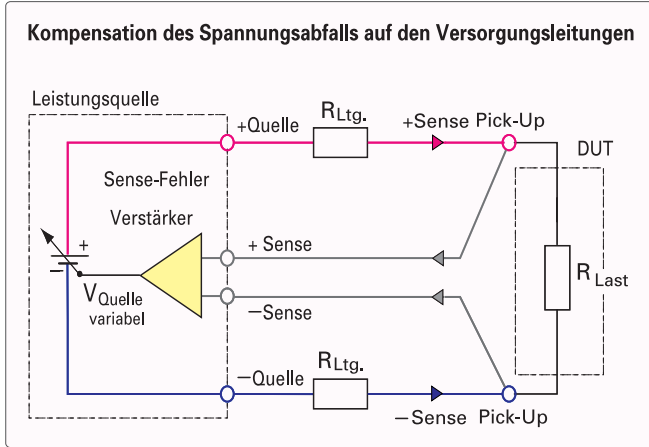 Kompensation des Spannungsabfalls auf den Versorgungsleitungen
Leistungsquelle
+Quelle
RLtg.
+Sense Pick-Up
DUT
Sense-Fehler
Verstärker
+
−
VQuelle
variabel
+ Sense
−Sense
RLast
−Quelle
RLtg.
−Sense Pick-Up